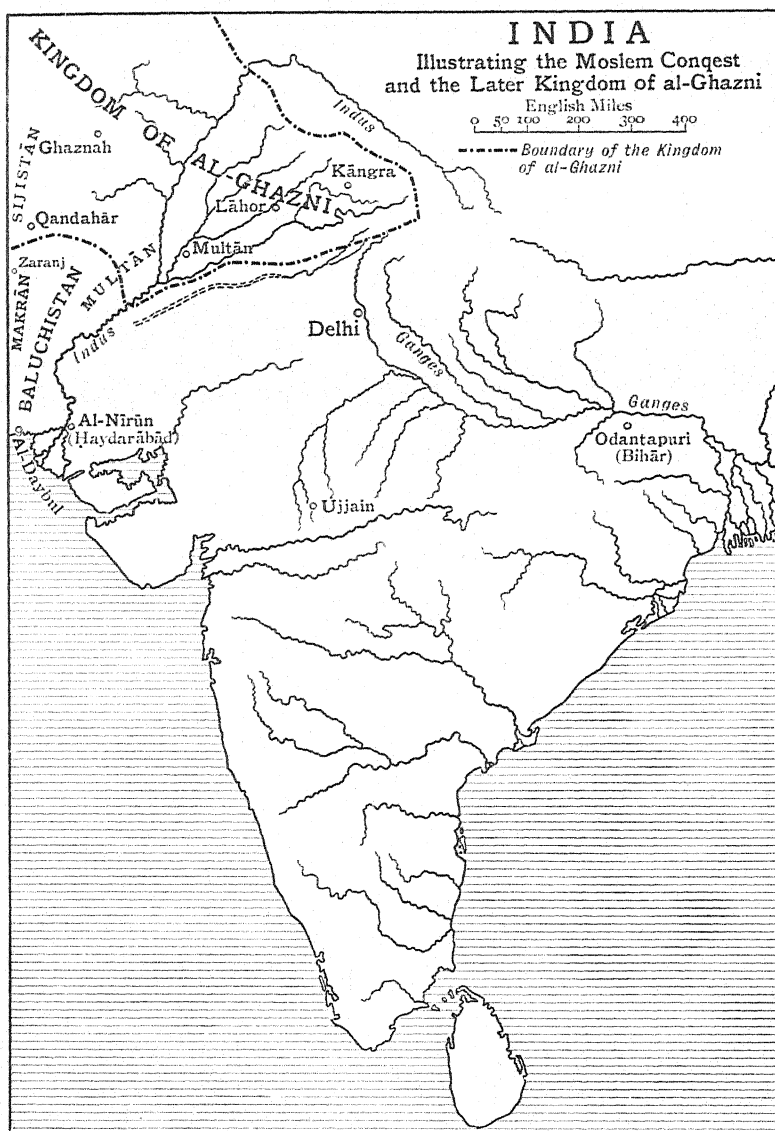 INDIA
Illustrating the Moslem Conqest
and the Later Kingdom of al-Ghazni
English Miles
0 50 100 200 300 400
Boundary of the Kingdom
of al-Ghazni
KINGDOM OF AL-GHAZNI
Indus
SIJISTĀN
Ghaznah
Kāngra
Lāhor
Qandahār
Multān
Zaranj
MULTĀN
MAKRĀN
BALUCHISTAN
Indus
Delhi
Ganges
Ganges
Al-Nīrūn
(Haydarābād)
Al-Daybul
Odantapuri
(Bihār)
Ujjain